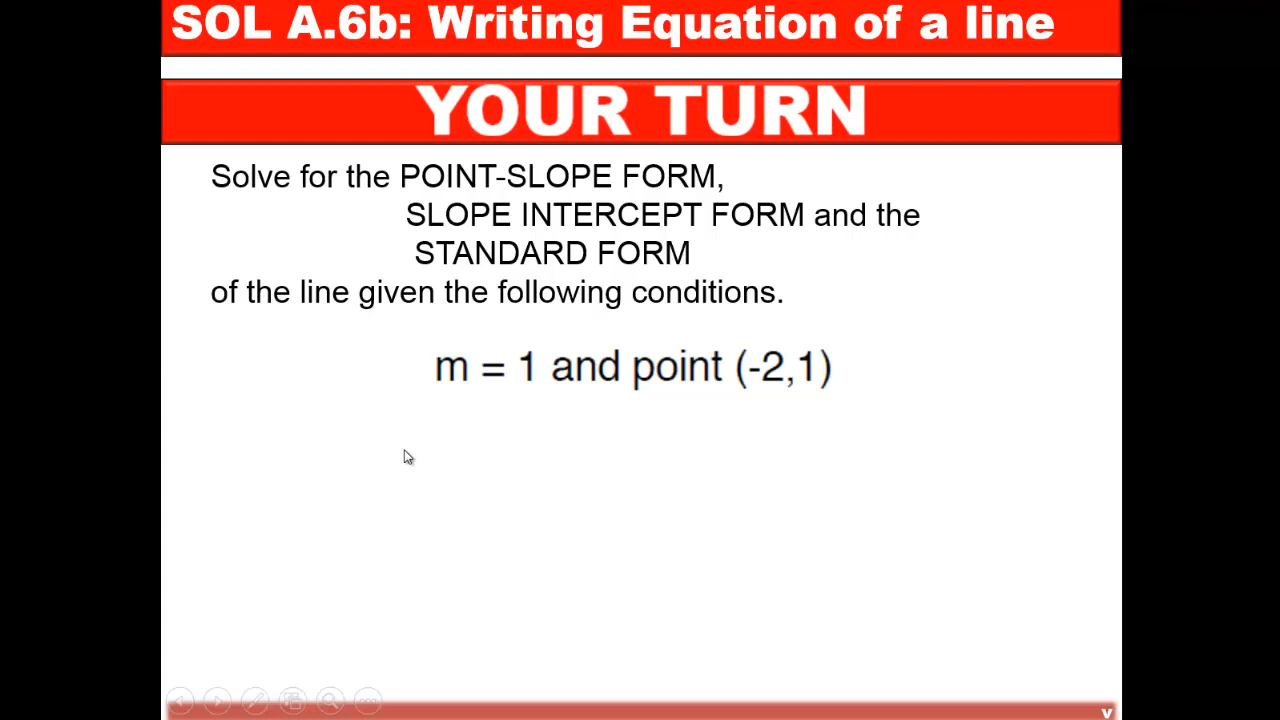 SOL A.6b: Writing Equation of a line
YOUR TURN
Solve for the POINT-SLOPE FORM,
SLOPE INTERCEPT FORM and the
STANDARD FORM
of the line given the following conditions.
m = 1 and point (-2,1)
v